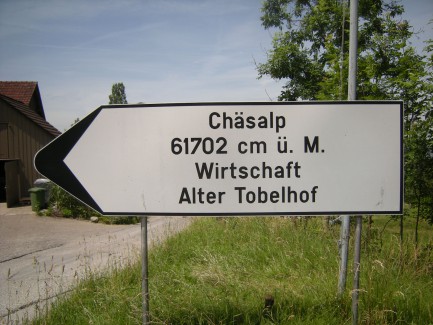 Chäsalp
61702 cm ü. M.
Wirtschaft
Alter Tobelhof